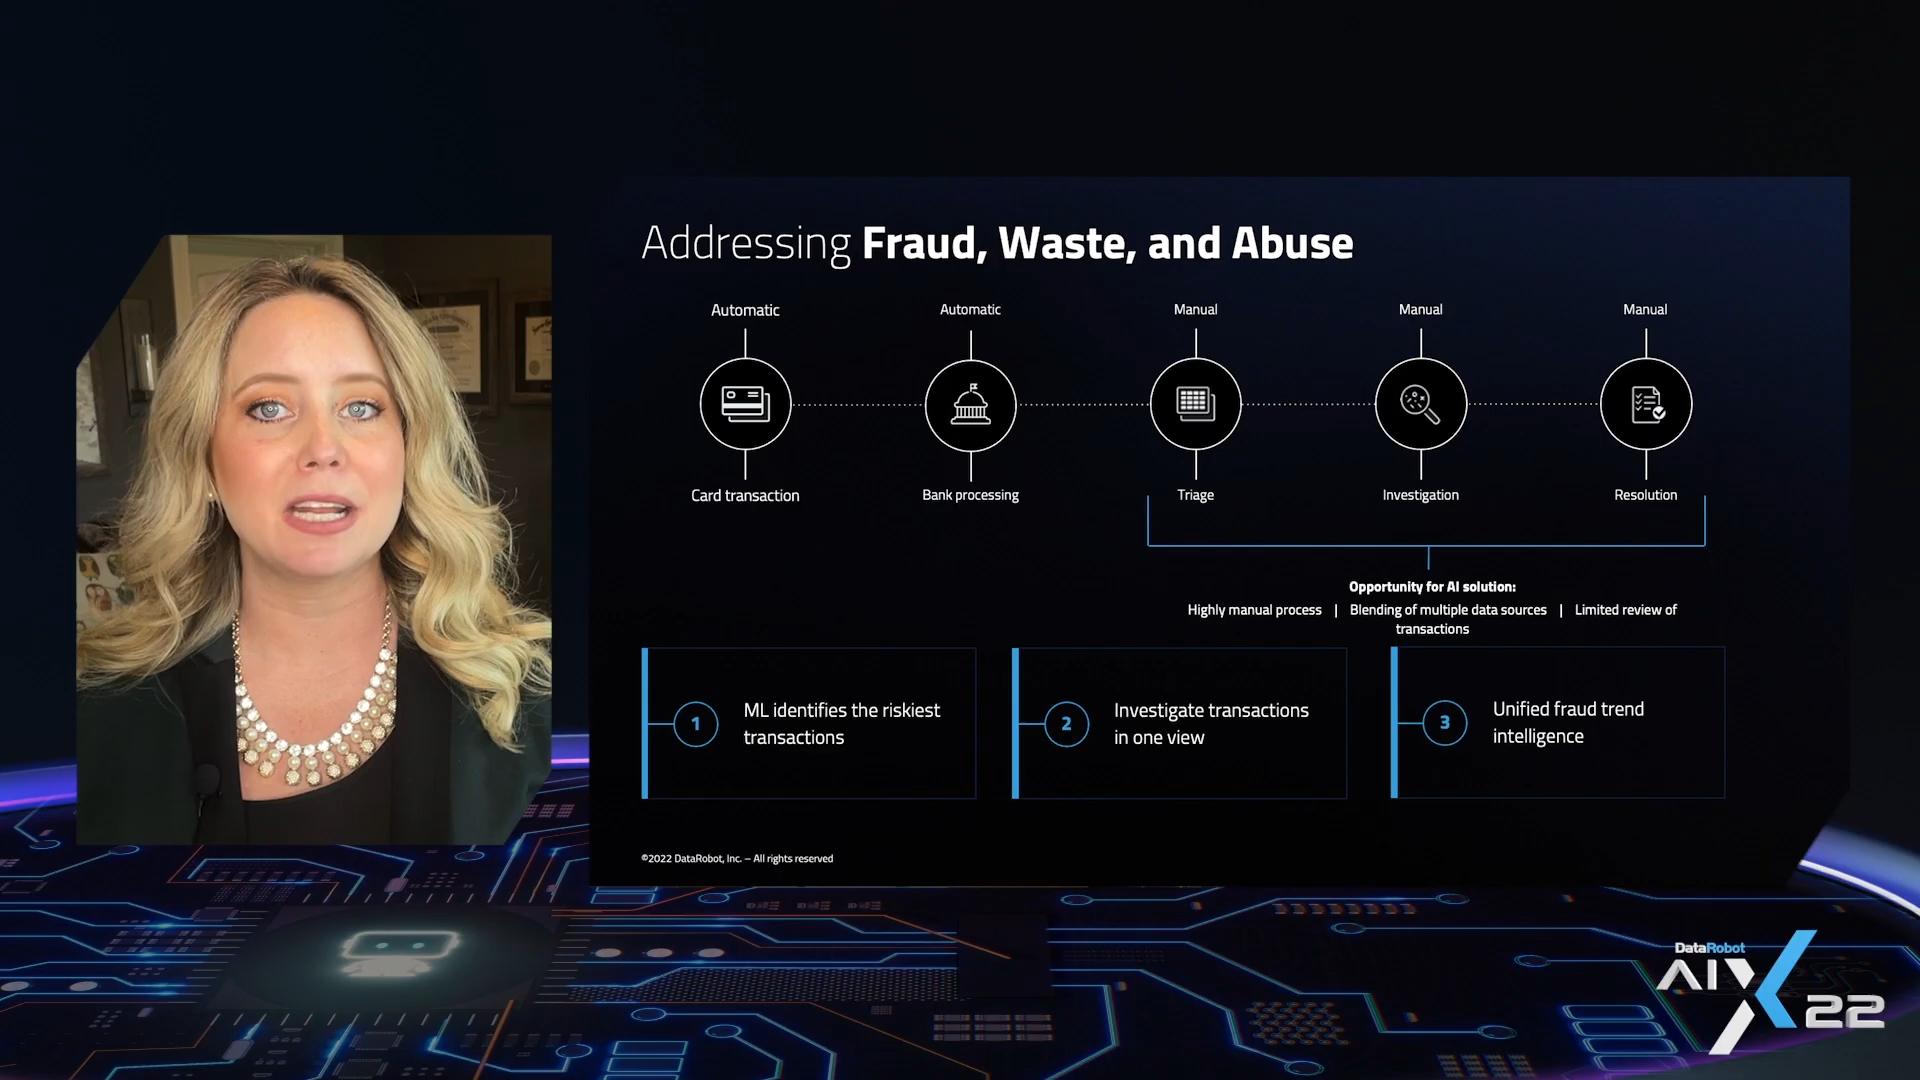 Addressing Fraud, Waste, and Abuse
Automatic
Automatic
Manual
Manual
Manual
Card transaction
Bank processing
Triage
Investigation
Resolution
Opportunity for AI solution:
Highly manual process | Blending of multiple data sources | Limited review of
transactions
1
ML identifies the riskiest
transactions
2
Investigate transactions
in one view
3
Unified fraud trend
intelligence
©2022 DataRobot, Inc. – All rights reserved
DataRobot
AIX
22